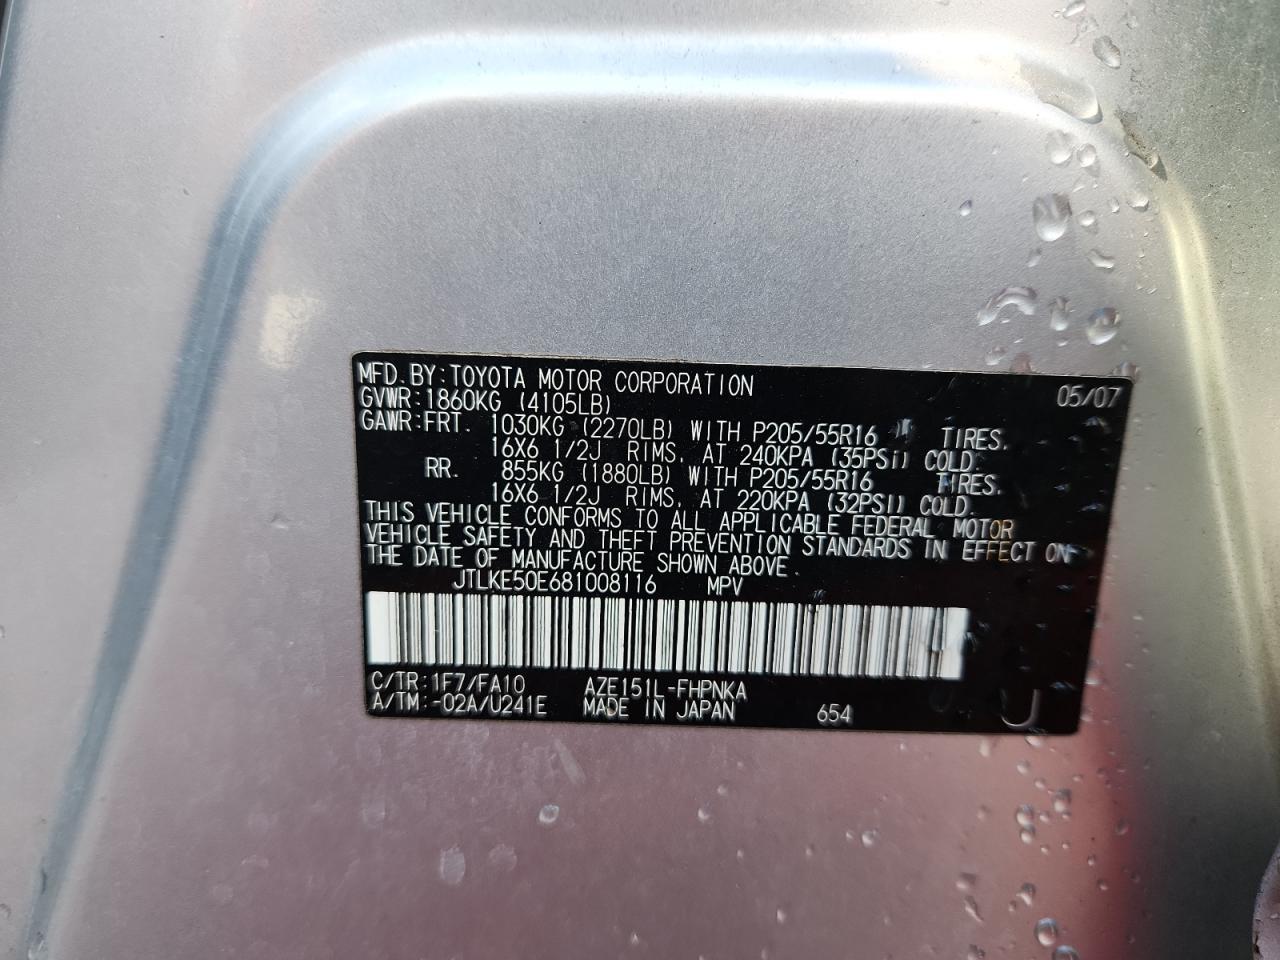 MFD. BY: TOYOTA MOTOR CORPORATION 05/07
GVWR: 1860KG (4105LB)
GAWR: FRT. 1030KG (2270LB) WITH P205/55R16 TIRES,
16X6 1/2J RIMS, AT 240KPA (35PSI) COLD.
RR. 855KG (1880LB) WITH P205/55R16 TIRES,
16X6 1/2J RIMS, AT 220KPA (32PSI) COLD.
THIS VEHICLE CONFORMS TO ALL APPLICABLE FEDERAL MOTOR
VEHICLE SAFETY AND THEFT PREVENTION STANDARDS IN EFFECT ON
THE DATE OF MANUFACTURE SHOWN ABOVE.
JTLKE50E681008116 MPV
C/TR: 1F7/FA10 AZE151L-FHPNKA
A/TM: -02A/U241E MADE IN JAPAN 654 J